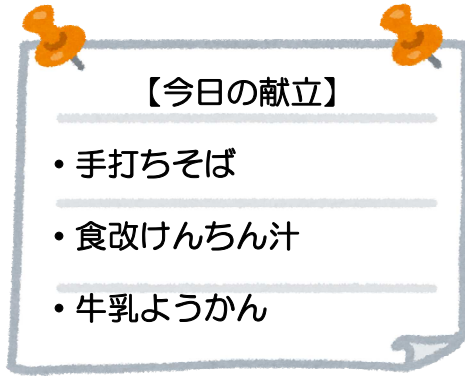 【今日の献立】
・手打ちそば
・食改けんちん汁
・牛乳ようかん